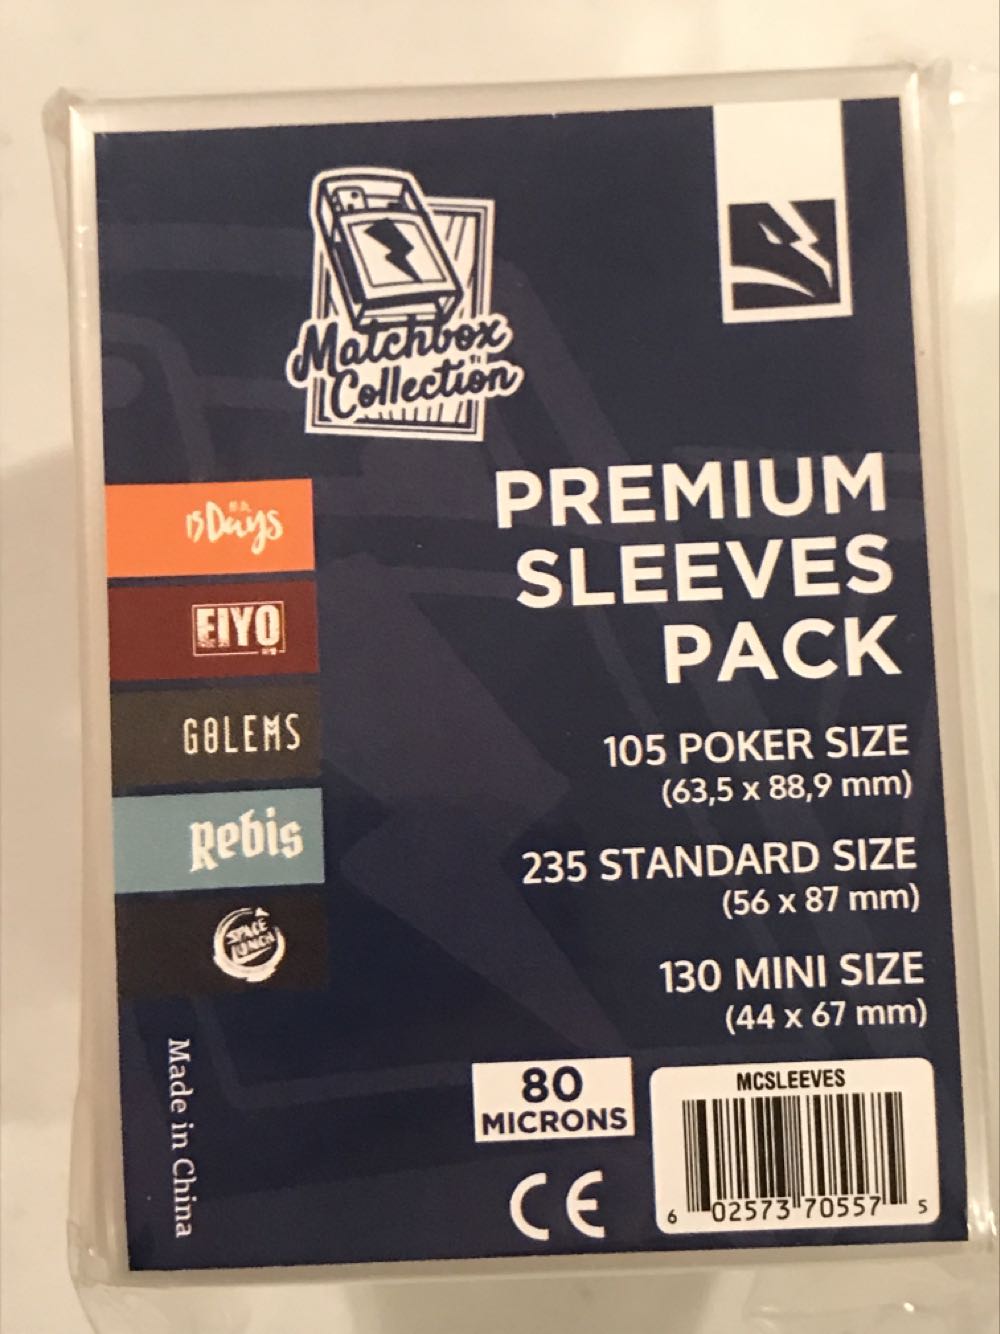 Matchbox
Collection
PREMIUM
SLEEVES
PACK
15 Days
EIYO
GOLEMS
Rebis
SPACE
LUNCH
105 POKER SIZE
(63,5 x 88,9 mm)
235 STANDARD SIZE
(56 x 87 mm)
130 MINI SIZE
(44 x 67 mm)
80
MICRONS
CE
MCSLEEVES
6 02573 70557 5
Made in China